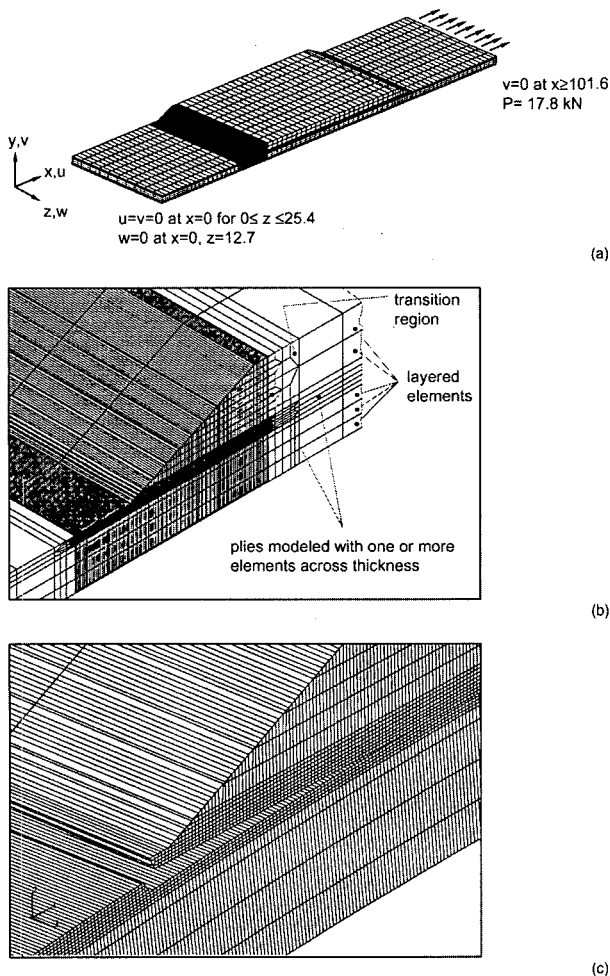 v=0 at x≥101.6
P= 17.8 kN
y,v
x,u
z,w
u=v=0 at x=0 for 0≤ z ≤25.4
w=0 at x=0, z=12.7
(a)
transition
region
layered
elements
plies modeled with one or more
elements across thickness
(b)
(c)